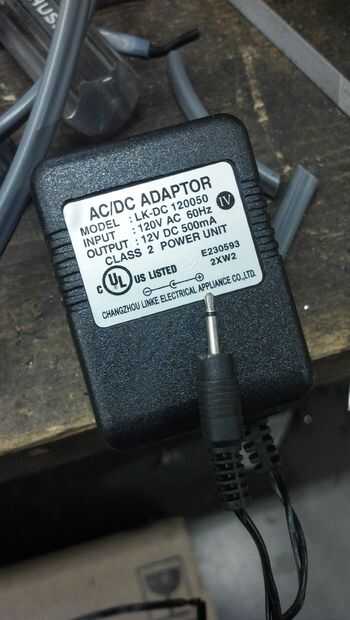 AC/DC ADAPTOR
MODEL : LK-DC 120050
INPUT : 120V AC 60Hz
OUTPUT : 12V DC 500mA
CLASS 2 POWER UNIT
IV
E230593
2XW2
C UL US LISTED
CHANGZHOU LINKE ELECTRICAL APPLIANCE CO.,LTD.